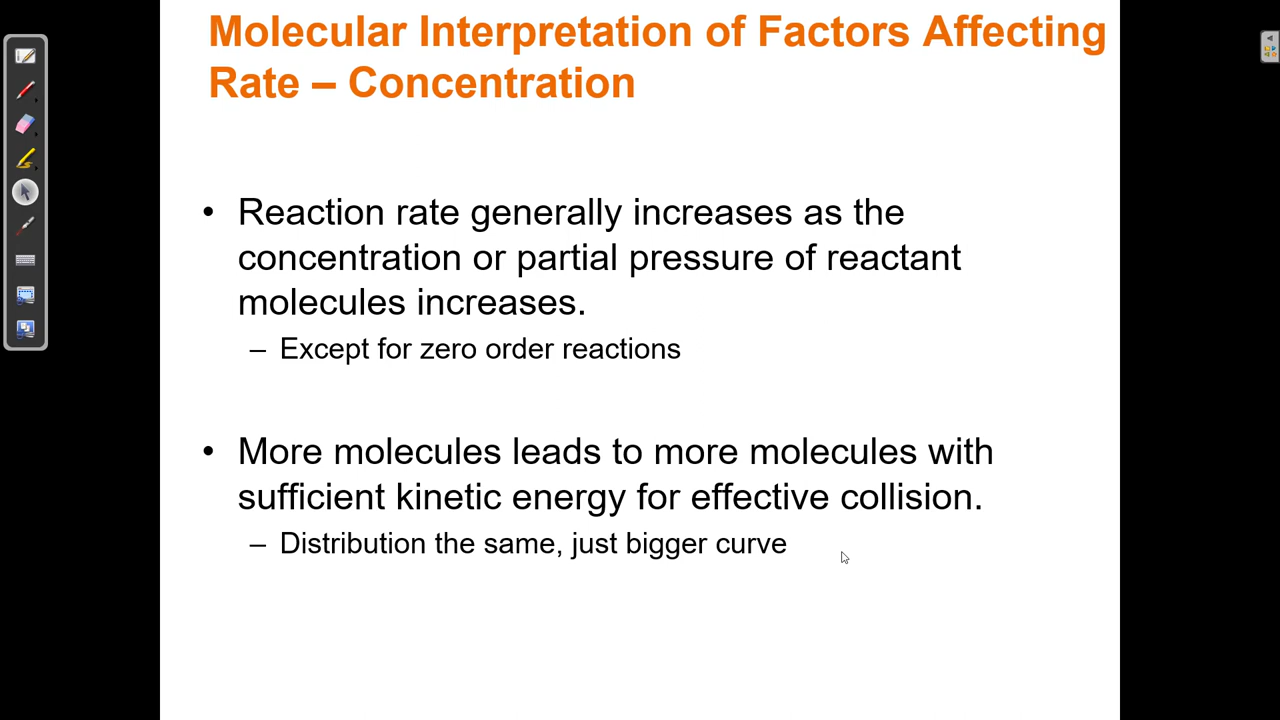 Molecular Interpretation of Factors Affecting
Rate – Concentration
• Reaction rate generally increases as the
concentration or partial pressure of reactant
molecules increases.
– Except for zero order reactions
• More molecules leads to more molecules with
sufficient kinetic energy for effective collision.
– Distribution the same, just bigger curve